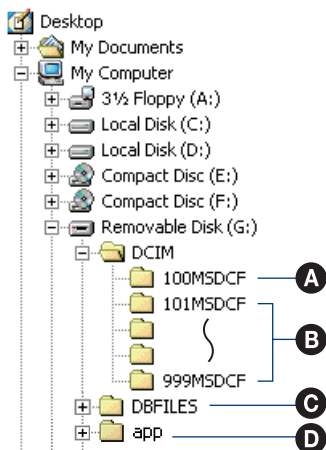 Desktop
My Documents
My Computer
3½ Floppy (A:)
Local Disk (C:)
Local Disk (D:)
Compact Disc (E:)
Compact Disc (F:)
Removable Disk (G:)
DCIM
100MSDCF A
101MSDCF
B
999MSDCF
DBFILES C
app D